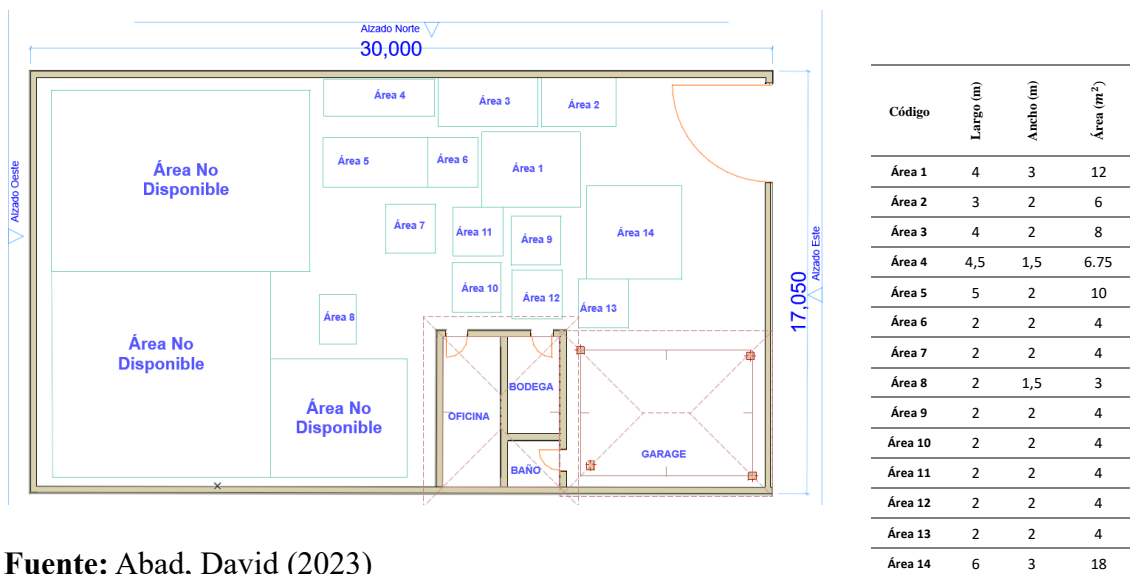 Alzado Norte
30,000
Alzado Oeste
Alzado Este
17,050
Área 4
Área 3
Área 2
Área 5
Área 6
Área 1
Área No
Disponible
Área 7
Área 11
Área 9
Área 14
Área 10
Área 12
Área 13
Área 8
Área No
Disponible
Área No
Disponible
OFICINA
BODEGA
BAÑO
GARAGE
Código Largo (m) Ancho (m) Área (m²)
Área 1 4 3 12
Área 2 3 2 6
Área 3 4 2 8
Área 4 4,5 1,5 6.75
Área 5 5 2 10
Área 6 2 2 4
Área 7 2 2 4
Área 8 2 1,5 3
Área 9 2 2 4
Área 10 2 2 4
Área 11 2 2 4
Área 12 2 2 4
Área 13 2 2 4
Área 14 6 3 18
Fuente: Abad, David (2023)